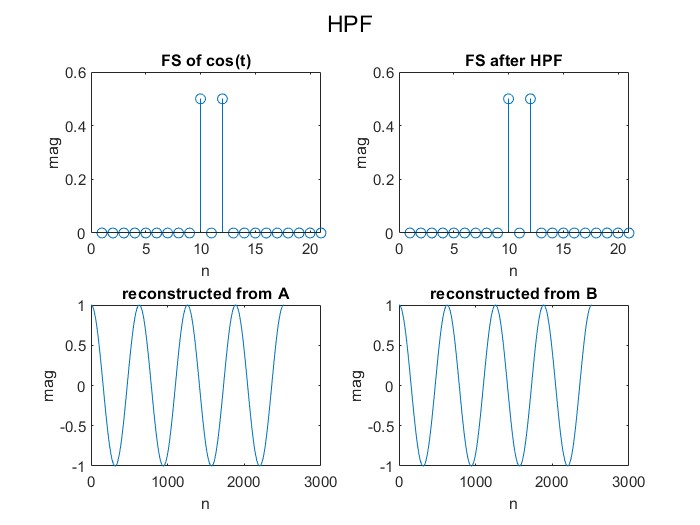 HPF
FS of cos(t)
0.6
0.4
0.2
0
mag
0 5 10 15 20
n
FS after HPF
0.6
0.4
0.2
0
mag
0 5 10 15 20
n
reconstructed from A
1
0.5
0
-0.5
-1
mag
0 1000 2000 3000
n
reconstructed from B
1
0.5
0
-0.5
-1
mag
0 1000 2000 3000
n